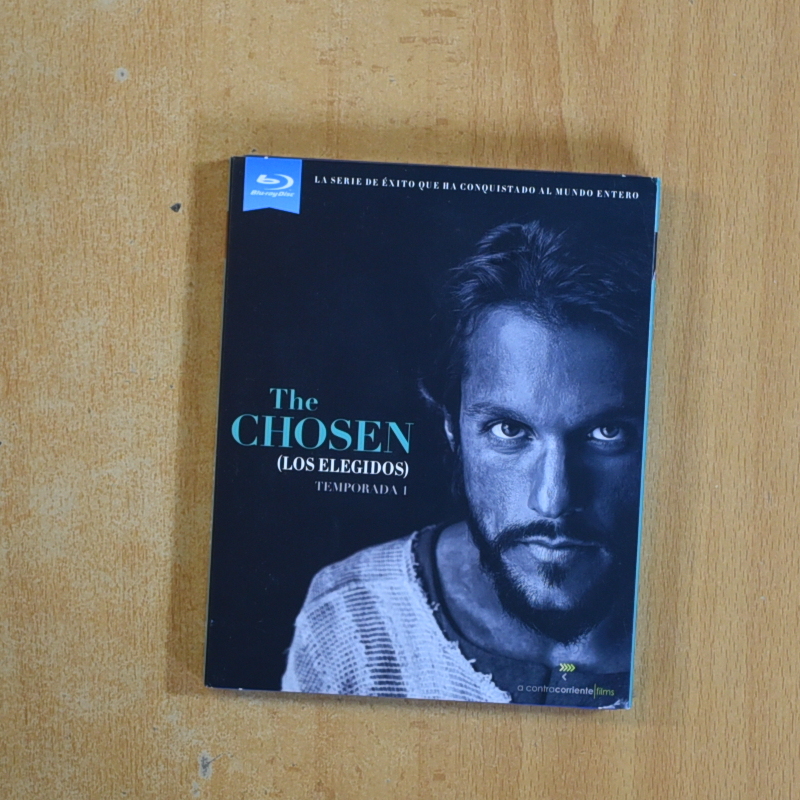 Blu-ray Disc
LA SERIE DE ÉXITO QUE HA CONQUISTADO AL MUNDO ENTERO
The
CHOSEN
(LOS ELEGIDOS)
TEMPORADA 1
a contracorriente films